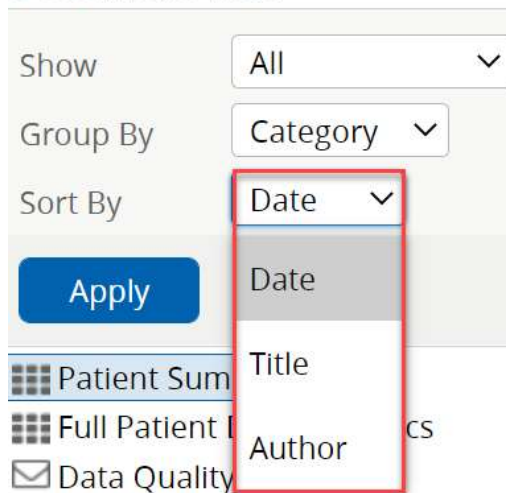 Show All
Group By Category
Sort By Date
Apply Date
Title
Patient Sum
Full Patient cs
Author
Data Quality